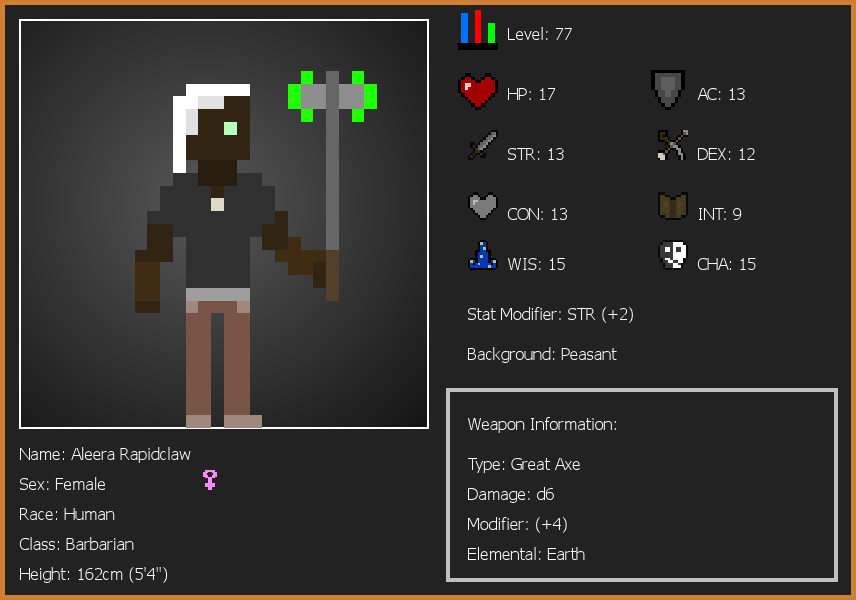 Level: 77
HP: 17
AC: 13
STR: 13
DEX: 12
CON: 13
INT: 9
WIS: 15
CHA: 15
Stat Modifier: STR (+2)
Background: Peasant
Weapon Information:
Type: Great Axe
Damage: d6
Modifier: (+4)
Elemental: Earth
Name: Aleera Rapidclaw
Sex: Female
Race: Human
Class: Barbarian
Height: 162cm (5'4")